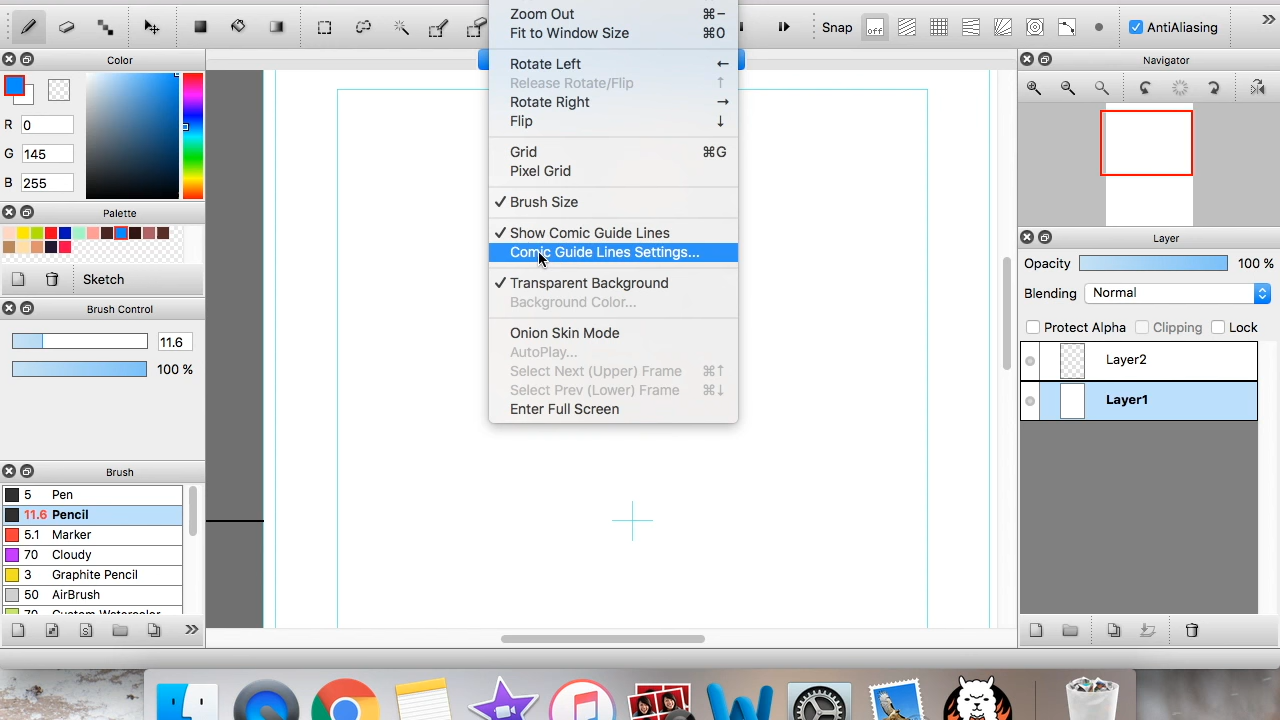 Snap
AntiAliasing
»
Color
R 0
G 145
B 255
Palette
Sketch
Brush Control
11.6
100 %
Brush
5 Pen
11.6 Pencil
5.1 Marker
70 Cloudy
3 Graphite Pencil
50 AirBrush
70 Custom Watercolor
»
Zoom Out ⌘−
Fit to Window Size ⌘0
Rotate Left ←
Release Rotate/Flip ↑
Rotate Right →
Flip ↓
Grid ⌘G
Pixel Grid
✓ Brush Size
✓ Show Comic Guide Lines
Comic Guide Lines Settings...
✓ Transparent Background
Background Color...
Onion Skin Mode
AutoPlay...
Select Next (Upper) Frame ⌘↑
Select Prev (Lower) Frame ⌘↓
Enter Full Screen
off
Navigator
Layer
Opacity 100 %
Blending Normal
Protect Alpha Clipping Lock
Layer2
Layer1